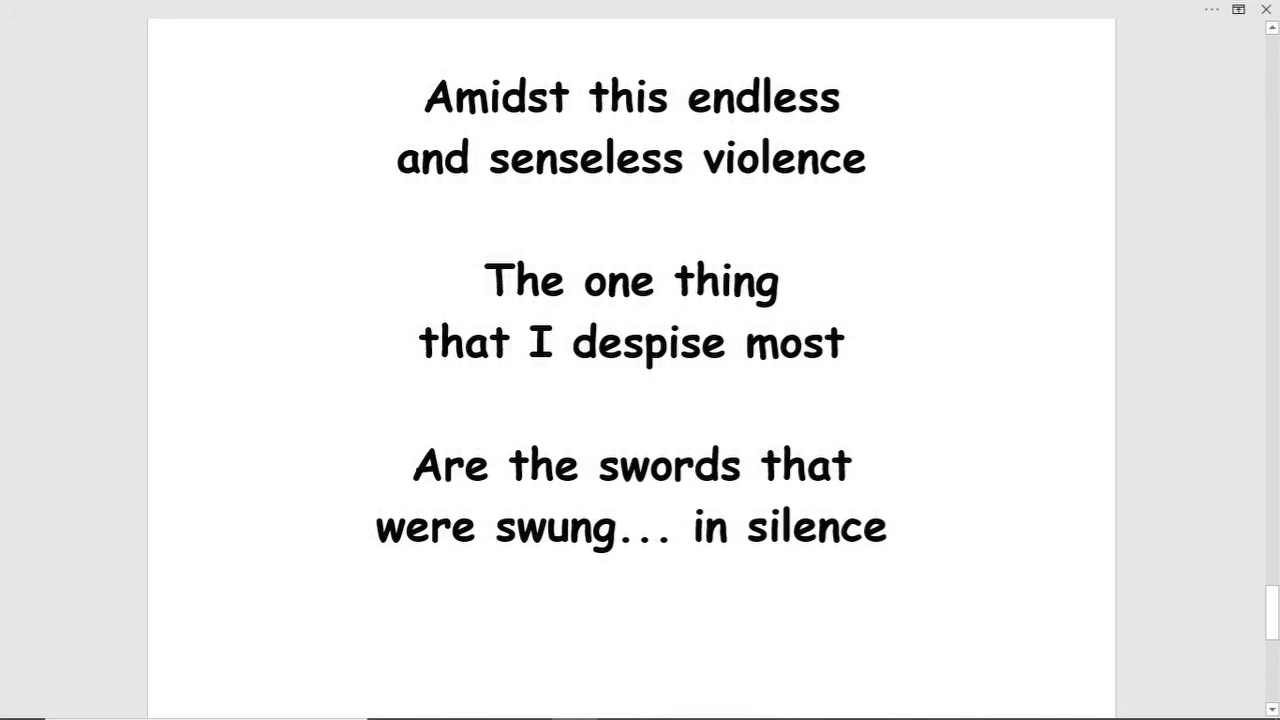 Amidst this endless
and senseless violence
The one thing
that I despise most
Are the swords that
were swung... in silence